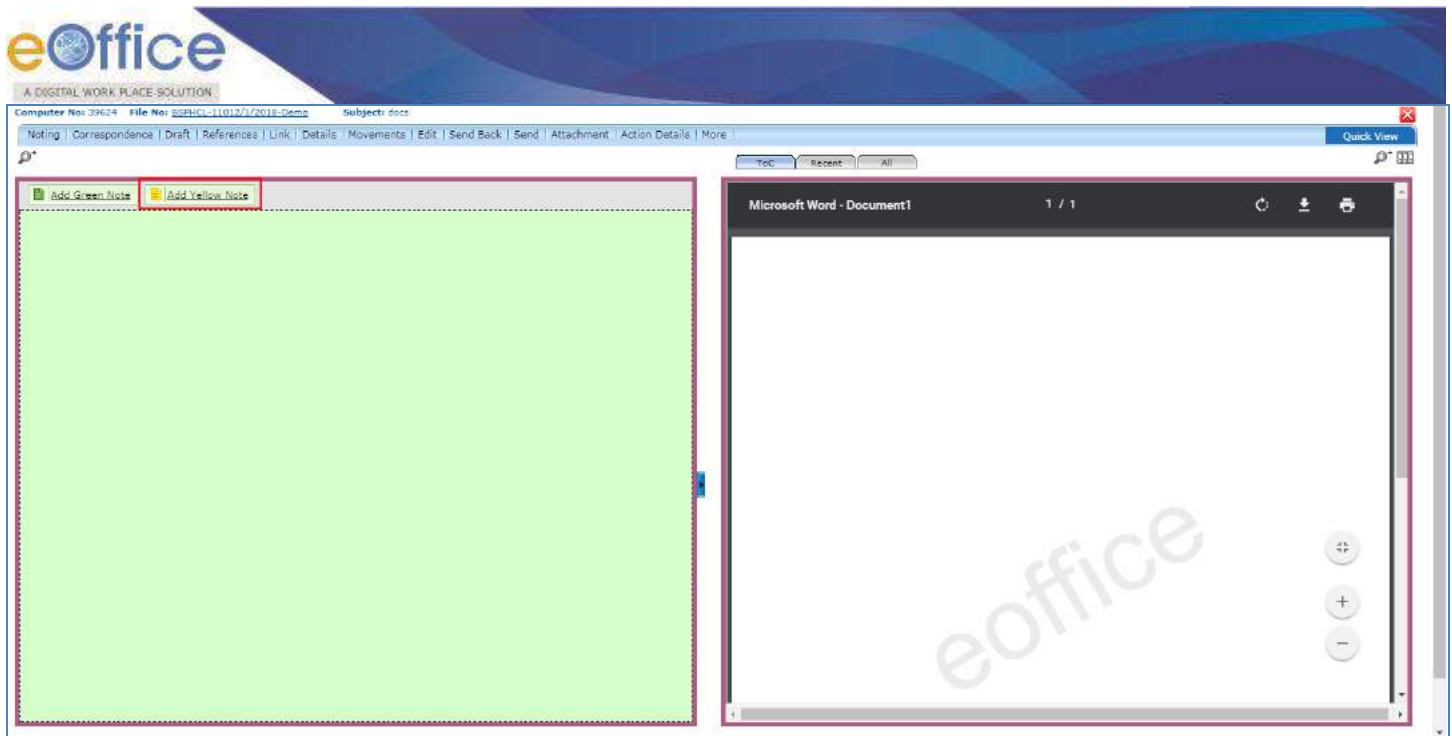 eOffice
A DIGITAL WORK PLACE SOLUTION
Computer No: 39624 File No: BSPHCL-11012/1/2018-Demo Subject: docs
Noting | Correspondence | Draft | References | Link | Details | Movements | Edit | Send Back | Send | Attachment | Action Details | More |
Quick View
ToC Recent All
Add Green Note Add Yellow Note
Microsoft Word - Document1 1 / 1
eoffice